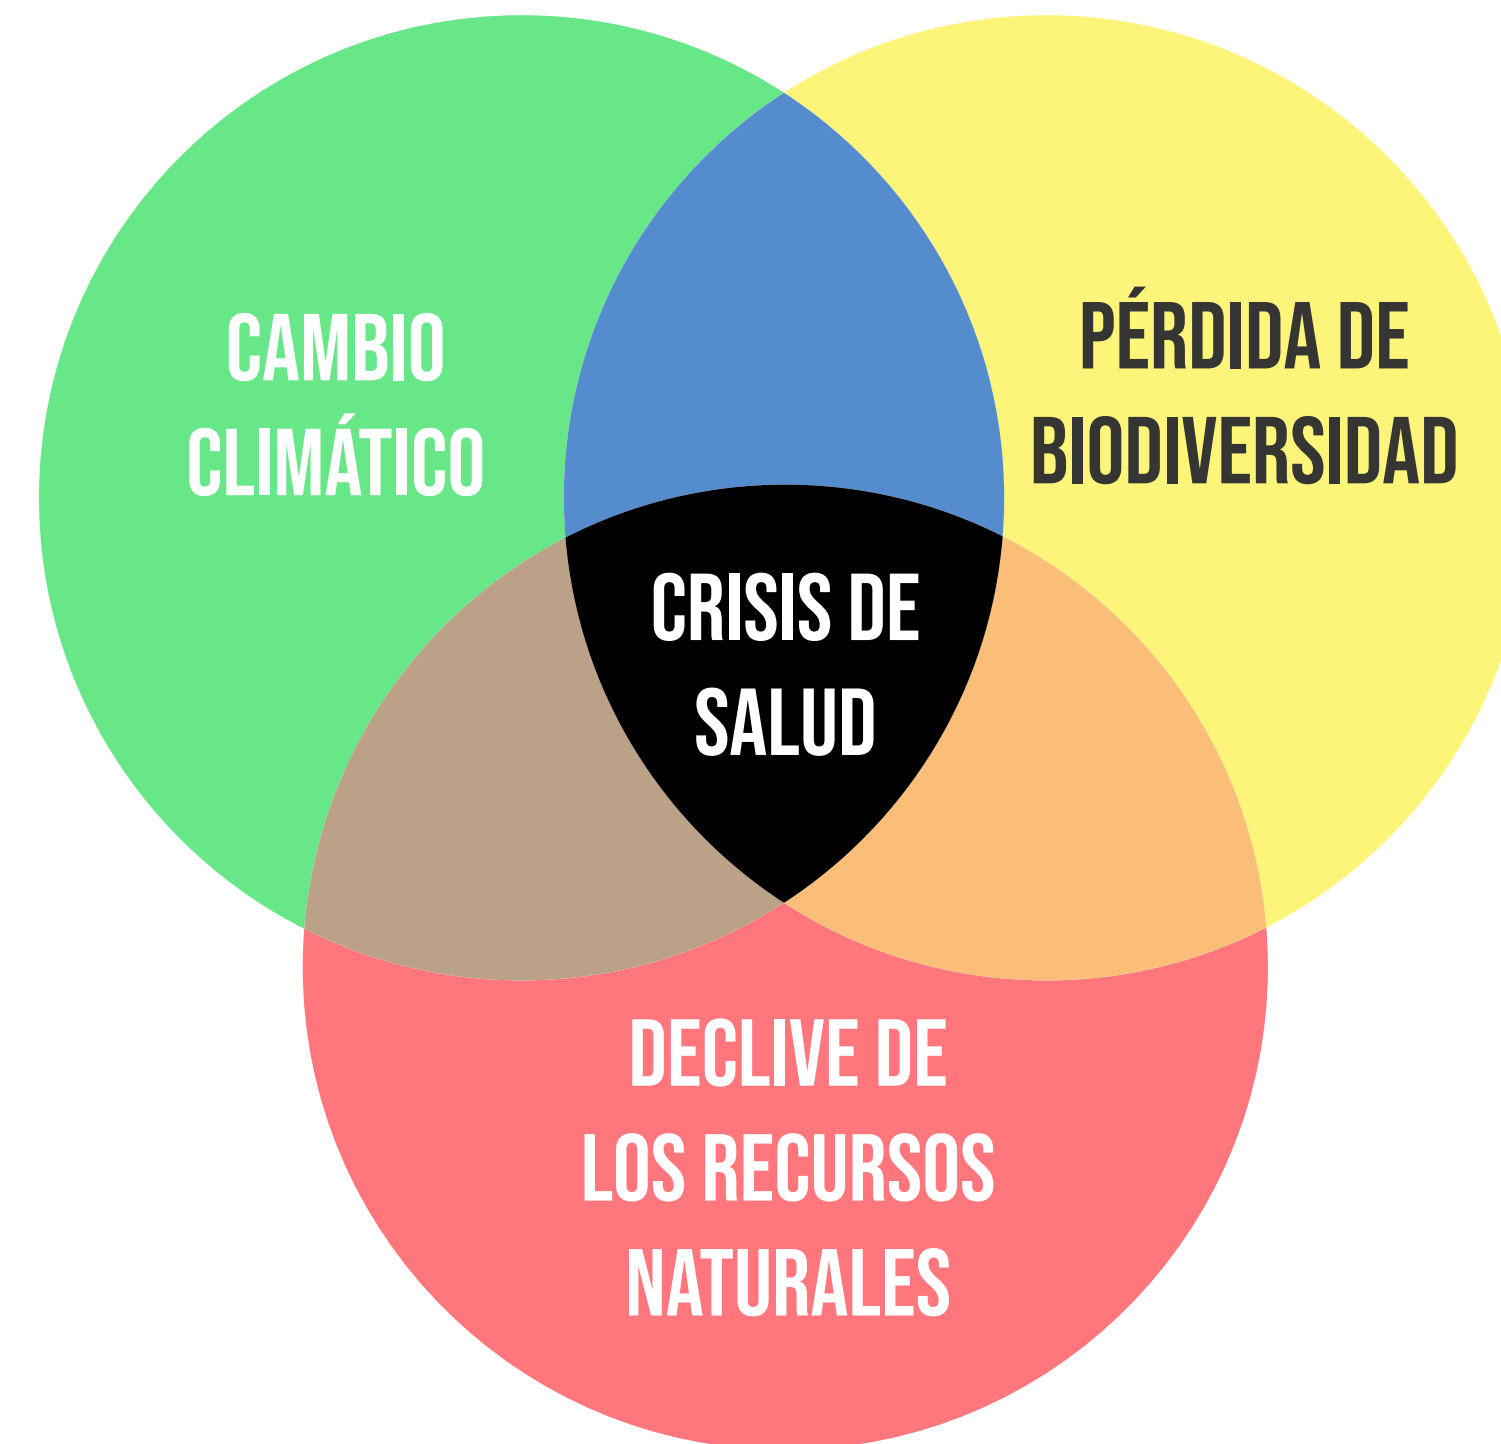 CAMBIO
CLIMÁTICO
PÉRDIDA DE
BIODIVERSIDAD
CRISIS DE
SALUD
DECLIVE DE
LOS RECURSOS
NATURALES